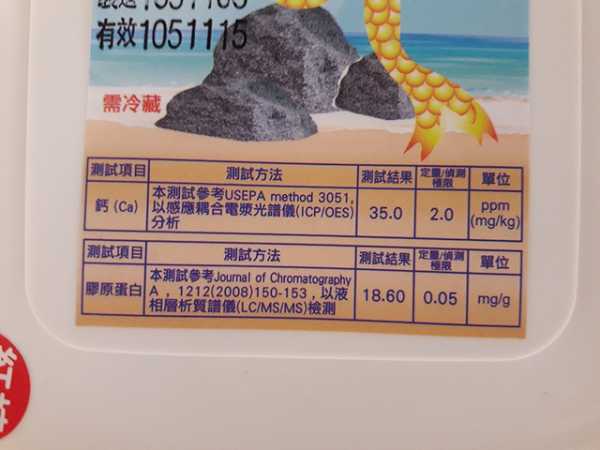 有效1051115
需冷藏
測試項目 測試方法 測試結果 定量/偵測極限 單位
鈣 (Ca) 本測試參考USEPA method 3051, 35.0 2.0 ppm
以感應耦合電漿光譜儀(ICP/OES) (mg/kg)
分析
測試項目 測試方法 測試結果 定量/偵測極限 單位
膠原蛋白 本測試參考Journal of Chromatography 18.60 0.05 mg/g
A , 1212(2008)150-153 , 以液
相層析質譜儀(LC/MS/MS)檢測